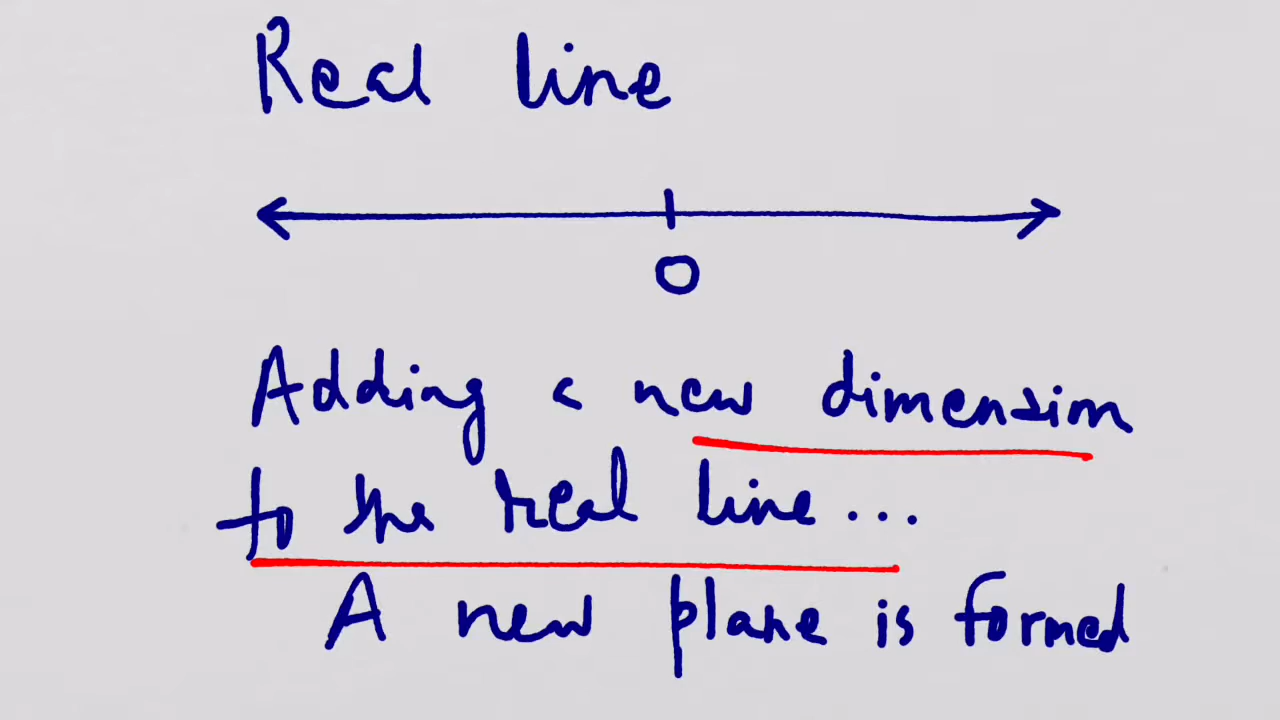 Real line
0
Adding a new dimension
to the real line...
A new plane is formed